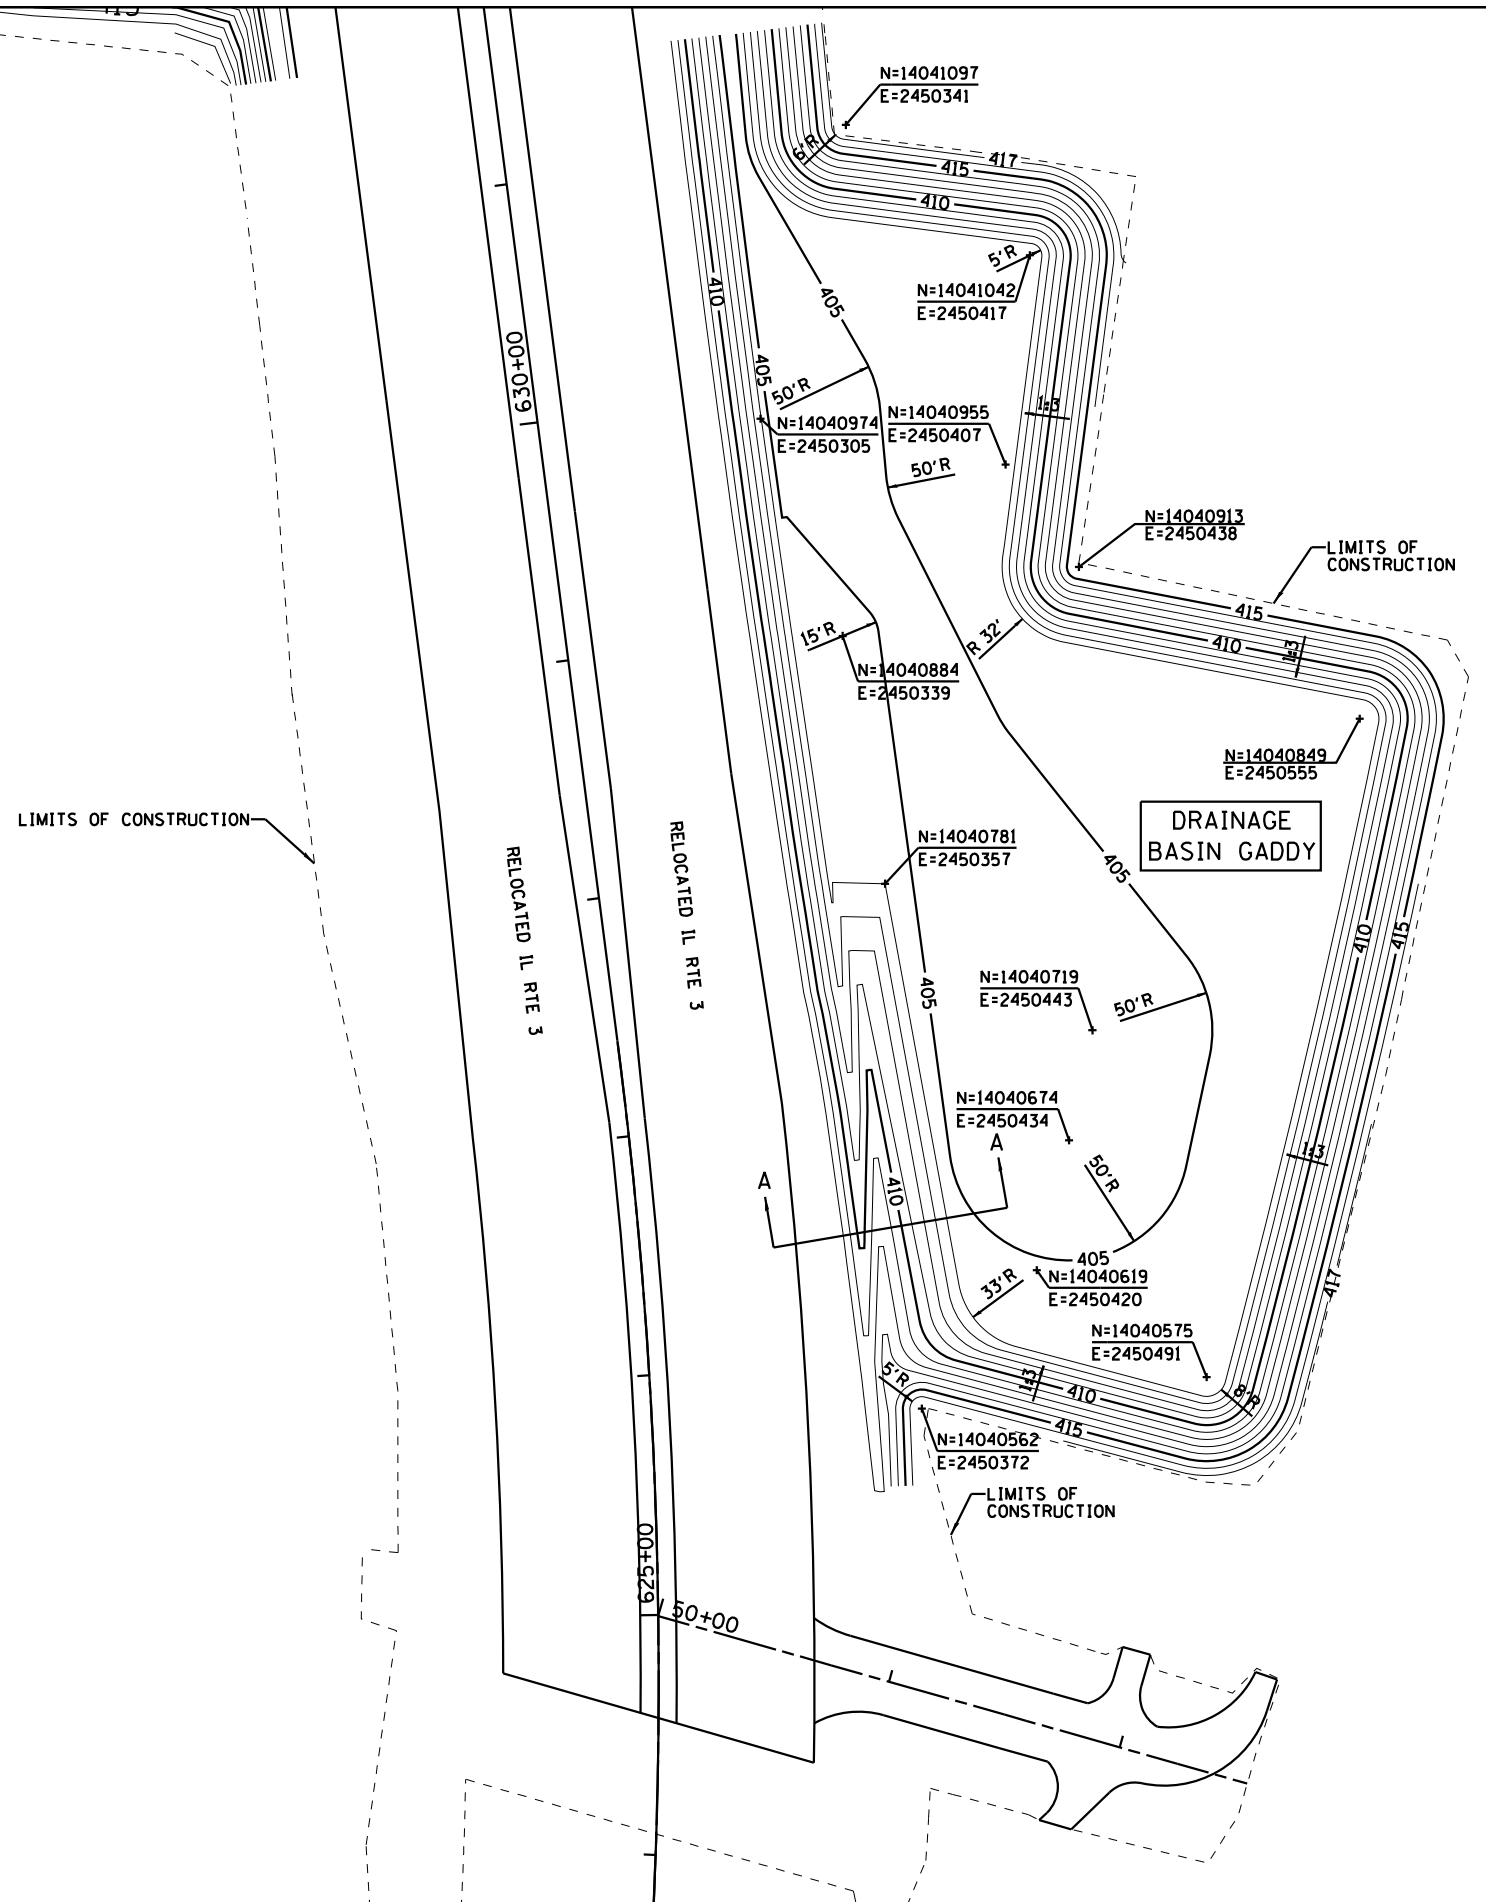 N=14041097
E=2450341
6'R
417
415
410
5'R
N=14041042
E=2450417
410
405
630+00
405
50'R
N=14040974
E=2450305
N=14040955
E=2450407
1:3
50'R
N=14040913
E=2450438
LIMITS OF
CONSTRUCTION
415
410
1:3
15'R
R 32'
N=14040884
E=2450339
N=14040849
E=2450555
LIMITS OF CONSTRUCTION
DRAINAGE
BASIN GADDY
N=14040781
E=2450357
405
RELOCATED IL RTE 3
RELOCATED IL RTE 3
410
415
405
N=14040719
E=2450443
50'R
N=14040674
E=2450434
A
A
50'R
1:3
410
405
33'R
N=14040619
E=2450420
417
N=14040575
E=2450491
5'R
1:3
410
8'R
415
N=14040562
E=2450372
LIMITS OF
CONSTRUCTION
625+00
50+00